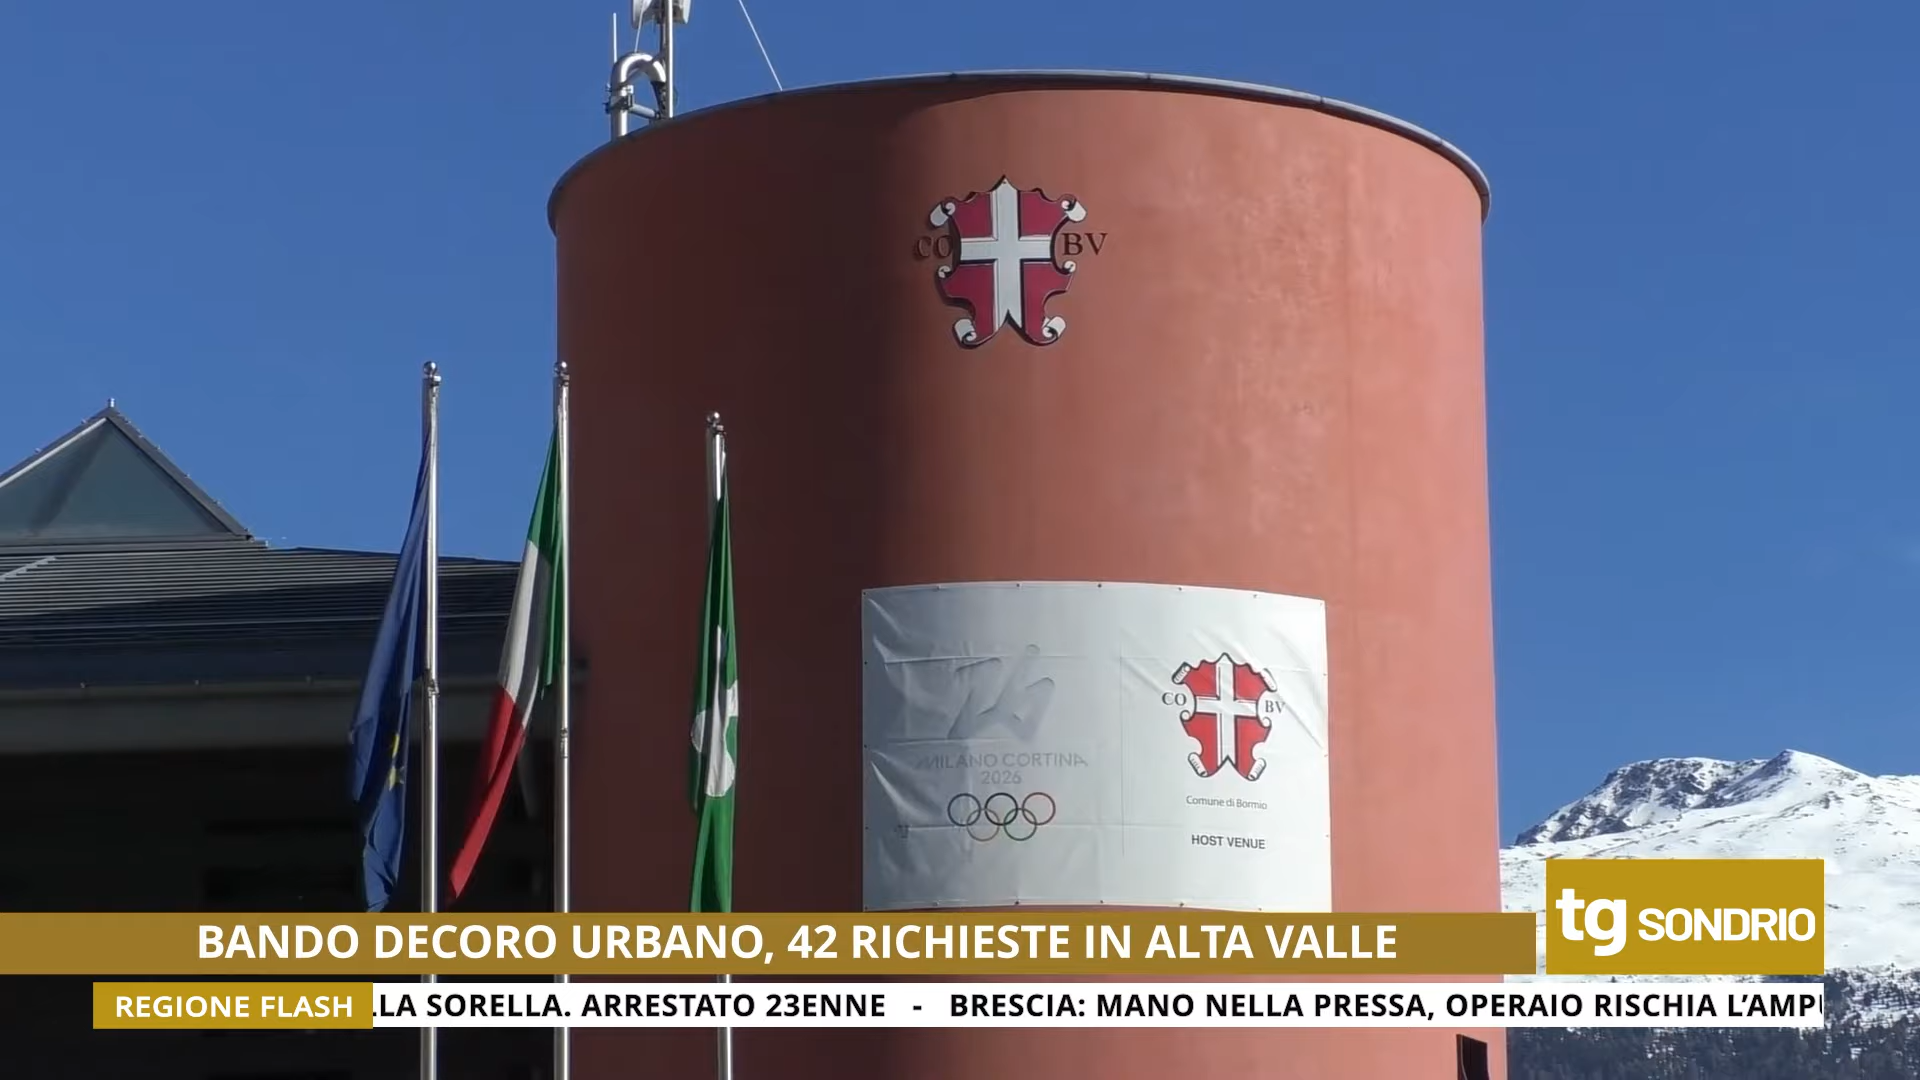 CO BV
MILANO CORTINA
2026
CO BV
Comune di Bormio
HOST VENUE
BANDO DECORO URBANO, 42 RICHIESTE IN ALTA VALLE
tg SONDRIO
REGIONE FLASH
LLA SORELLA. ARRESTATO 23ENNE - BRESCIA: MANO NELLA PRESSA, OPERAIO RISCHIA L’AMP